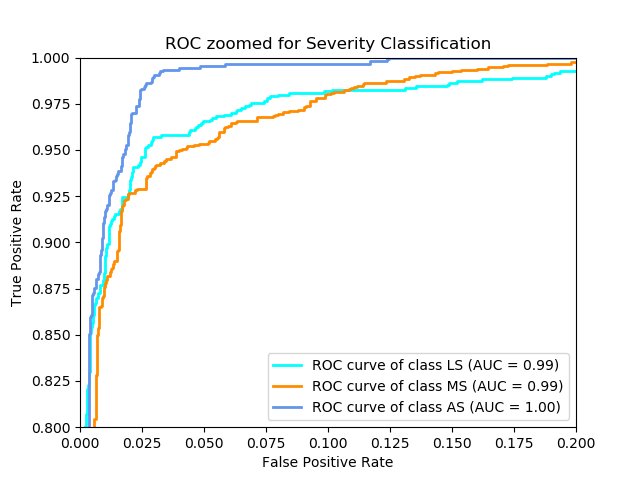 ROC zoomed for Severity Classification
True Positive Rate
1.000
0.975
0.950
0.925
0.900
0.875
0.850
0.825
0.800
ROC curve of class LS (AUC = 0.99)
ROC curve of class MS (AUC = 0.99)
ROC curve of class AS (AUC = 1.00)
0.000 0.025 0.050 0.075 0.100 0.125 0.150 0.175 0.200
False Positive Rate